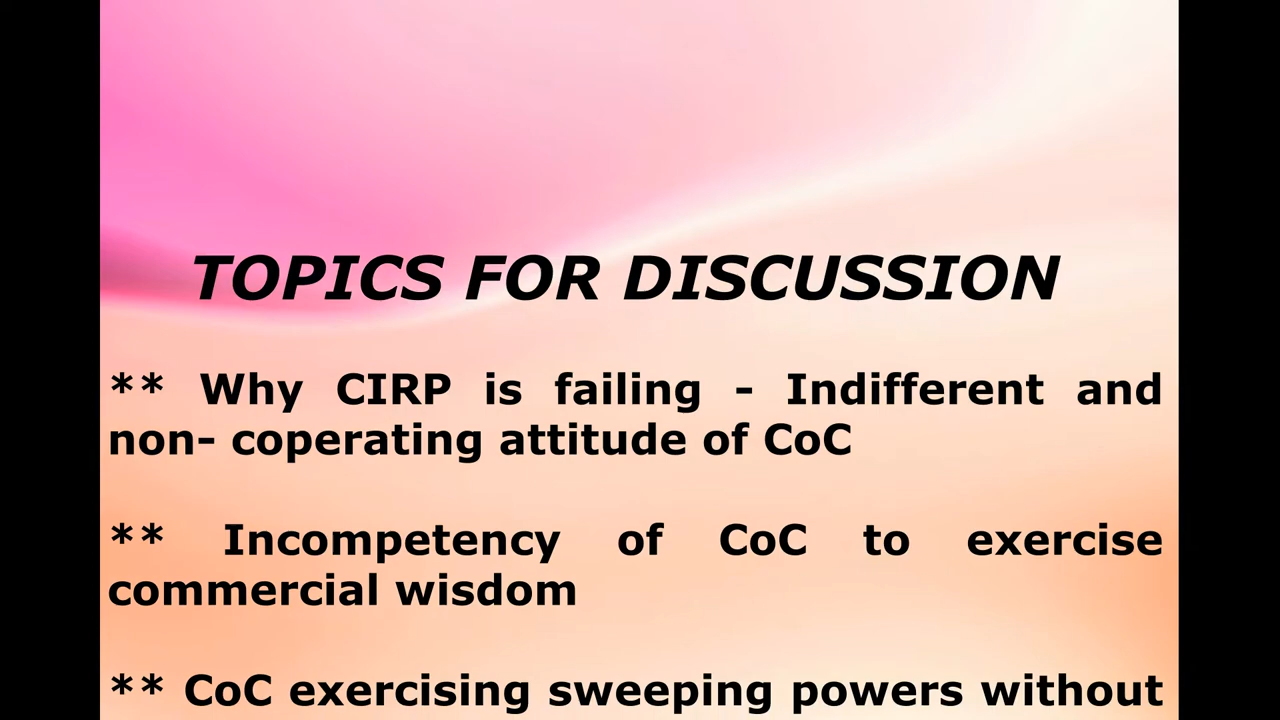 TOPICS FOR DISCUSSION
** Why CIRP is failing - Indifferent and
non- coperating attitude of CoC
** Incompetency of CoC to exercise
commercial wisdom
** CoC exercising sweeping powers without